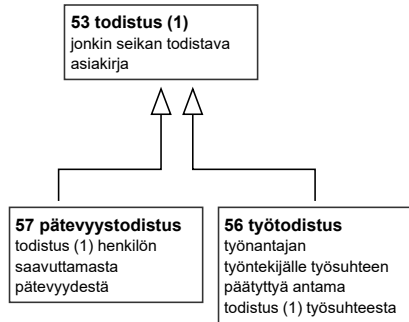 53 todistus (1)
jonkin seikan todistava
asiakirja
57 pätevyystodistus
todistus (1) henkilön
saavuttamasta
pätevyydestä
56 työtodistus
työnantajan
työntekijälle työsuhteen
päätyttyä antama
todistus (1) työsuhteesta